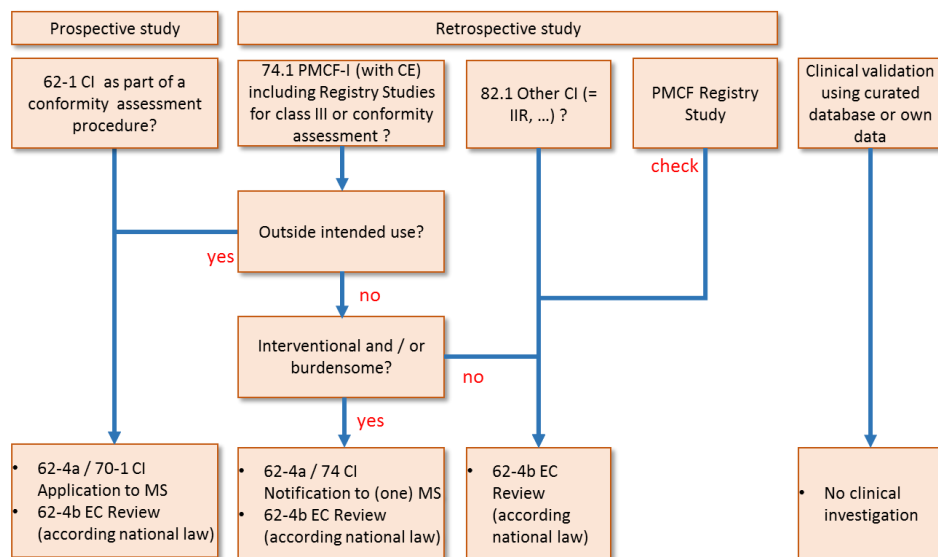 Prospective study
Retrospective study
62-1 CI as part of a
conformity assessment
procedure?
74.1 PMCF-I (with CE)
including Registry Studies
for class III or conformity
assessment ?
82.1 Other CI (=
IIR, ...) ?
PMCF Registry
Study
Clinical validation
using curated
database or own
data
check
Outside intended use?
yes
no
Interventional and / or
burdensome?
no
yes
• 62-4a / 70-1 CI
Application to MS
• 62-4b EC Review
(according national law)
• 62-4a / 74 CI
Notification to (one) MS
• 62-4b EC Review
(according national law)
• 62-4b EC
Review
(according
national law)
• No clinical
investigation